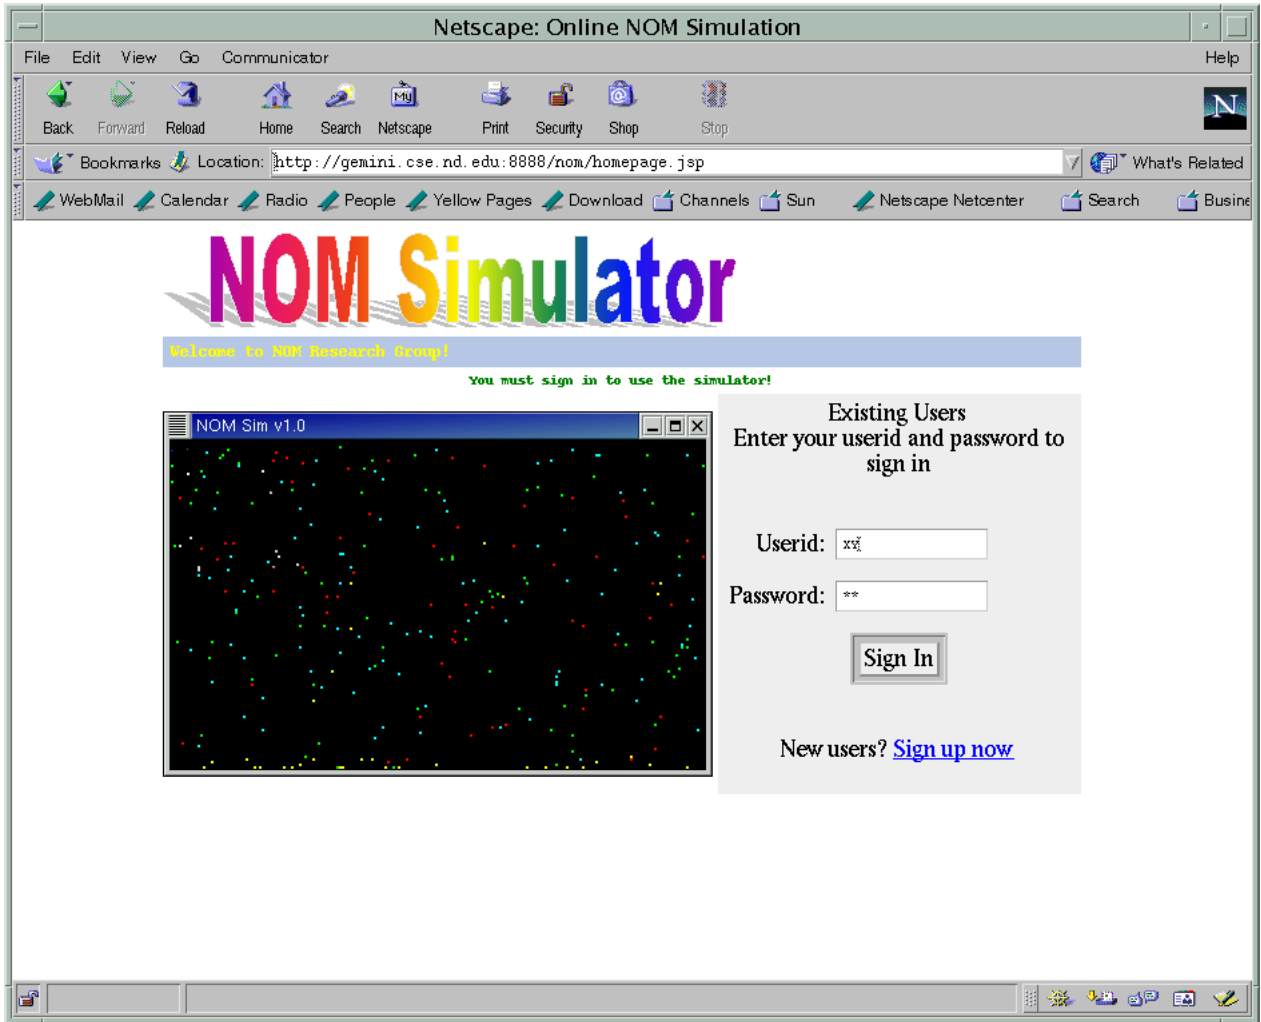 Netscape: Online NOM Simulation
File Edit View Go Communicator Help
My N
Back Forward Reload Home Search Netscape Print Security Shop Stop
Bookmarks Location: http://gemini.cse.nd.edu:8888/nom/homepage.jsp What's Related
WebMail Calendar Radio People Yellow Pages Download Channels Sun Netscape Netcenter Search Busine
NOM Simulator
Welcome to NOM Research Group!
You must sign in to use the simulator!
NOM Sim v1.0
Existing Users
Enter your userid and password to
sign in
Userid:
Password: **
Sign In
New users? Sign up now